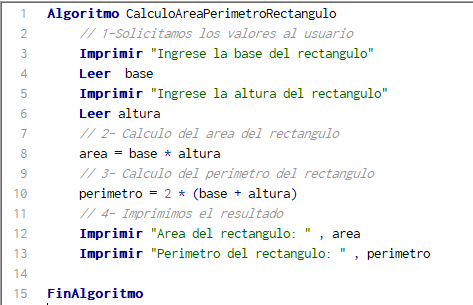 1 Algoritmo CalculoAreaPerimetroRectangulo
2 // 1-Solicitamos los valores al usuario
3 Imprimir "Ingrese la base del rectangulo"
4 Leer base
5 Imprimir "Ingrese la altura del rectangulo"
6 Leer altura
7 // 2- Calculo del area del rectangulo
8 area = base * altura
9 // 3- Calculo del perimetro del rectangulo
10 perimetro = 2 * (base + altura)
11 // 4- Imprimimos el resultado
12 Imprimir "Area del rectangulo: " , area
13 Imprimir "Perimetro del rectangulo: " , perimetro
14
15 FinAlgoritmo